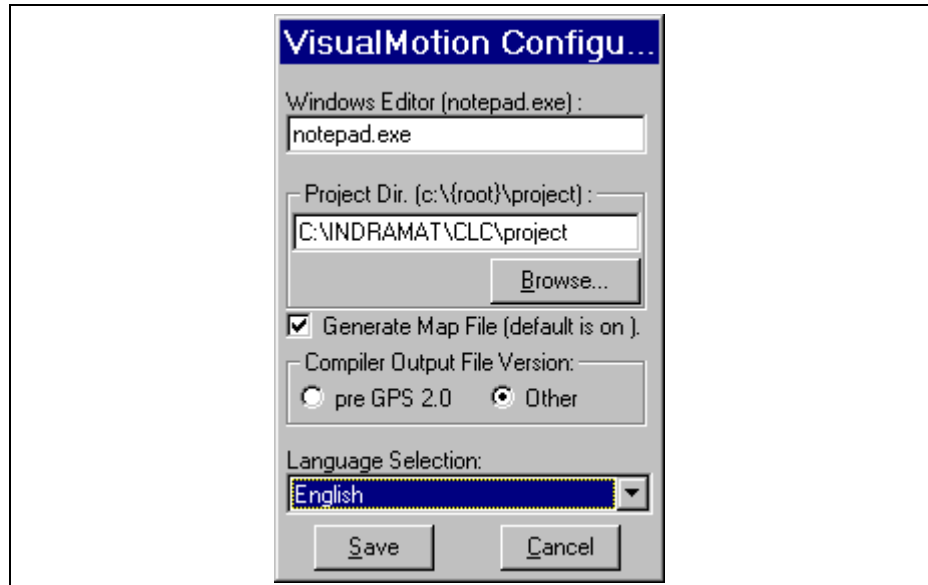 VisualMotion Configu...
Windows Editor (notepad.exe) :
notepad.exe
Project Dir. (c:\{root}\project) :
C:\INDRAMAT\CLC\project
Browse...
Generate Map File (default is on ).
Compiler Output File Version:
pre GPS 2.0 Other
Language Selection:
English
Save Cancel